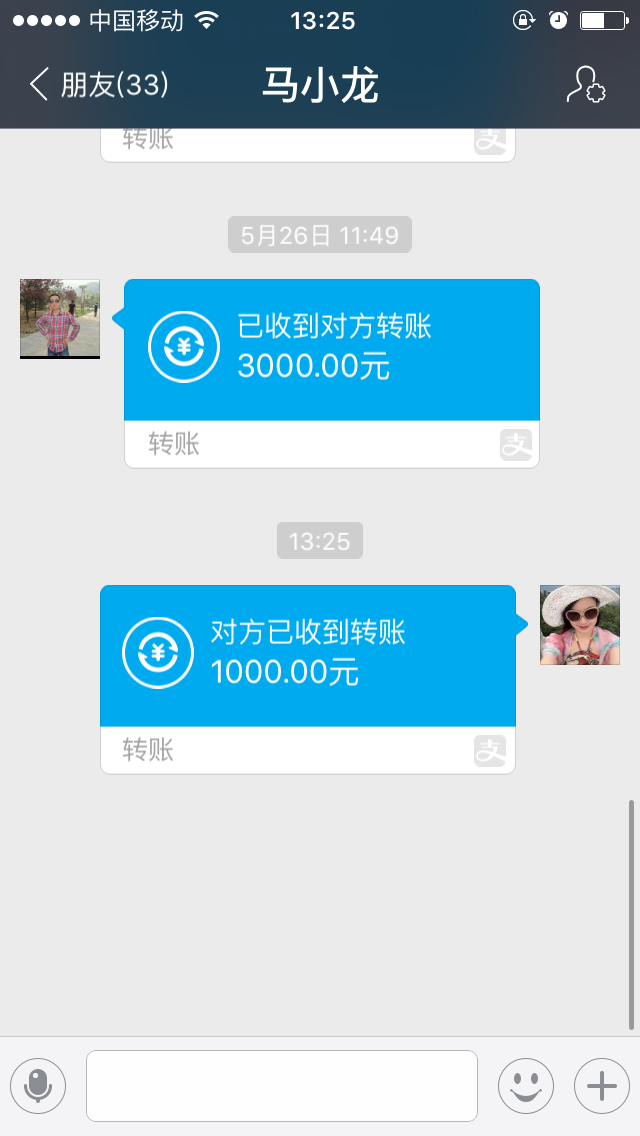 中国移动
13:25
朋友(33)
马小龙
转账
支
5月26日 11:49
已收到对方转账
¥
3000.00元
转账
支
13:25
对方已收到转账
¥
1000.00元
转账
支